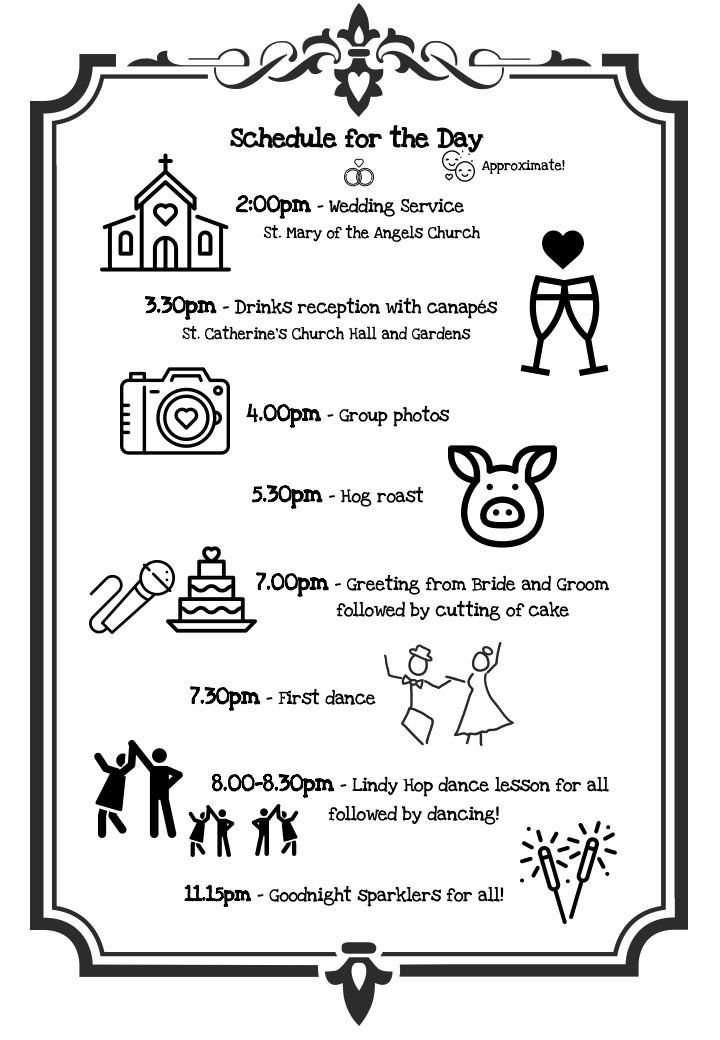 Schedule for the Day
Approximate!
2:00pm - Wedding Service
St. Mary of the Angels Church
3.30pm - Drinks reception with canapés
St. Catherine's Church Hall and Gardens
4.00pm - Group photos
5.30pm - Hog roast
7.00pm - Greeting from Bride and Groom
followed by cutting of cake
7.30pm - First dance
8.00-8.30pm - Lindy Hop dance lesson for all
followed by dancing!
11.15pm - Goodnight sparklers for all!